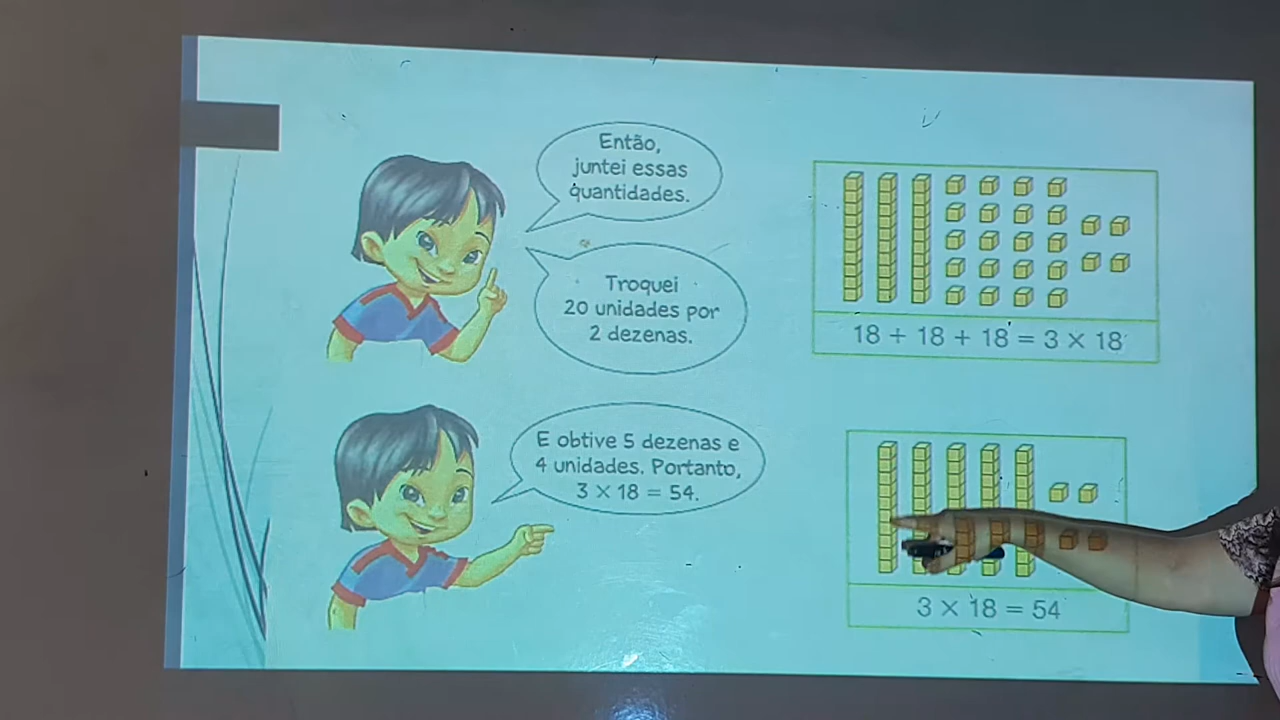 Então,
juntei essas
quantidades.
Troquei
20 unidades por
2 dezenas.
18 + 18 + 18 = 3 × 18
E obtive 5 dezenas e
4 unidades. Portanto,
3 × 18 = 54.
3 × 18 = 54